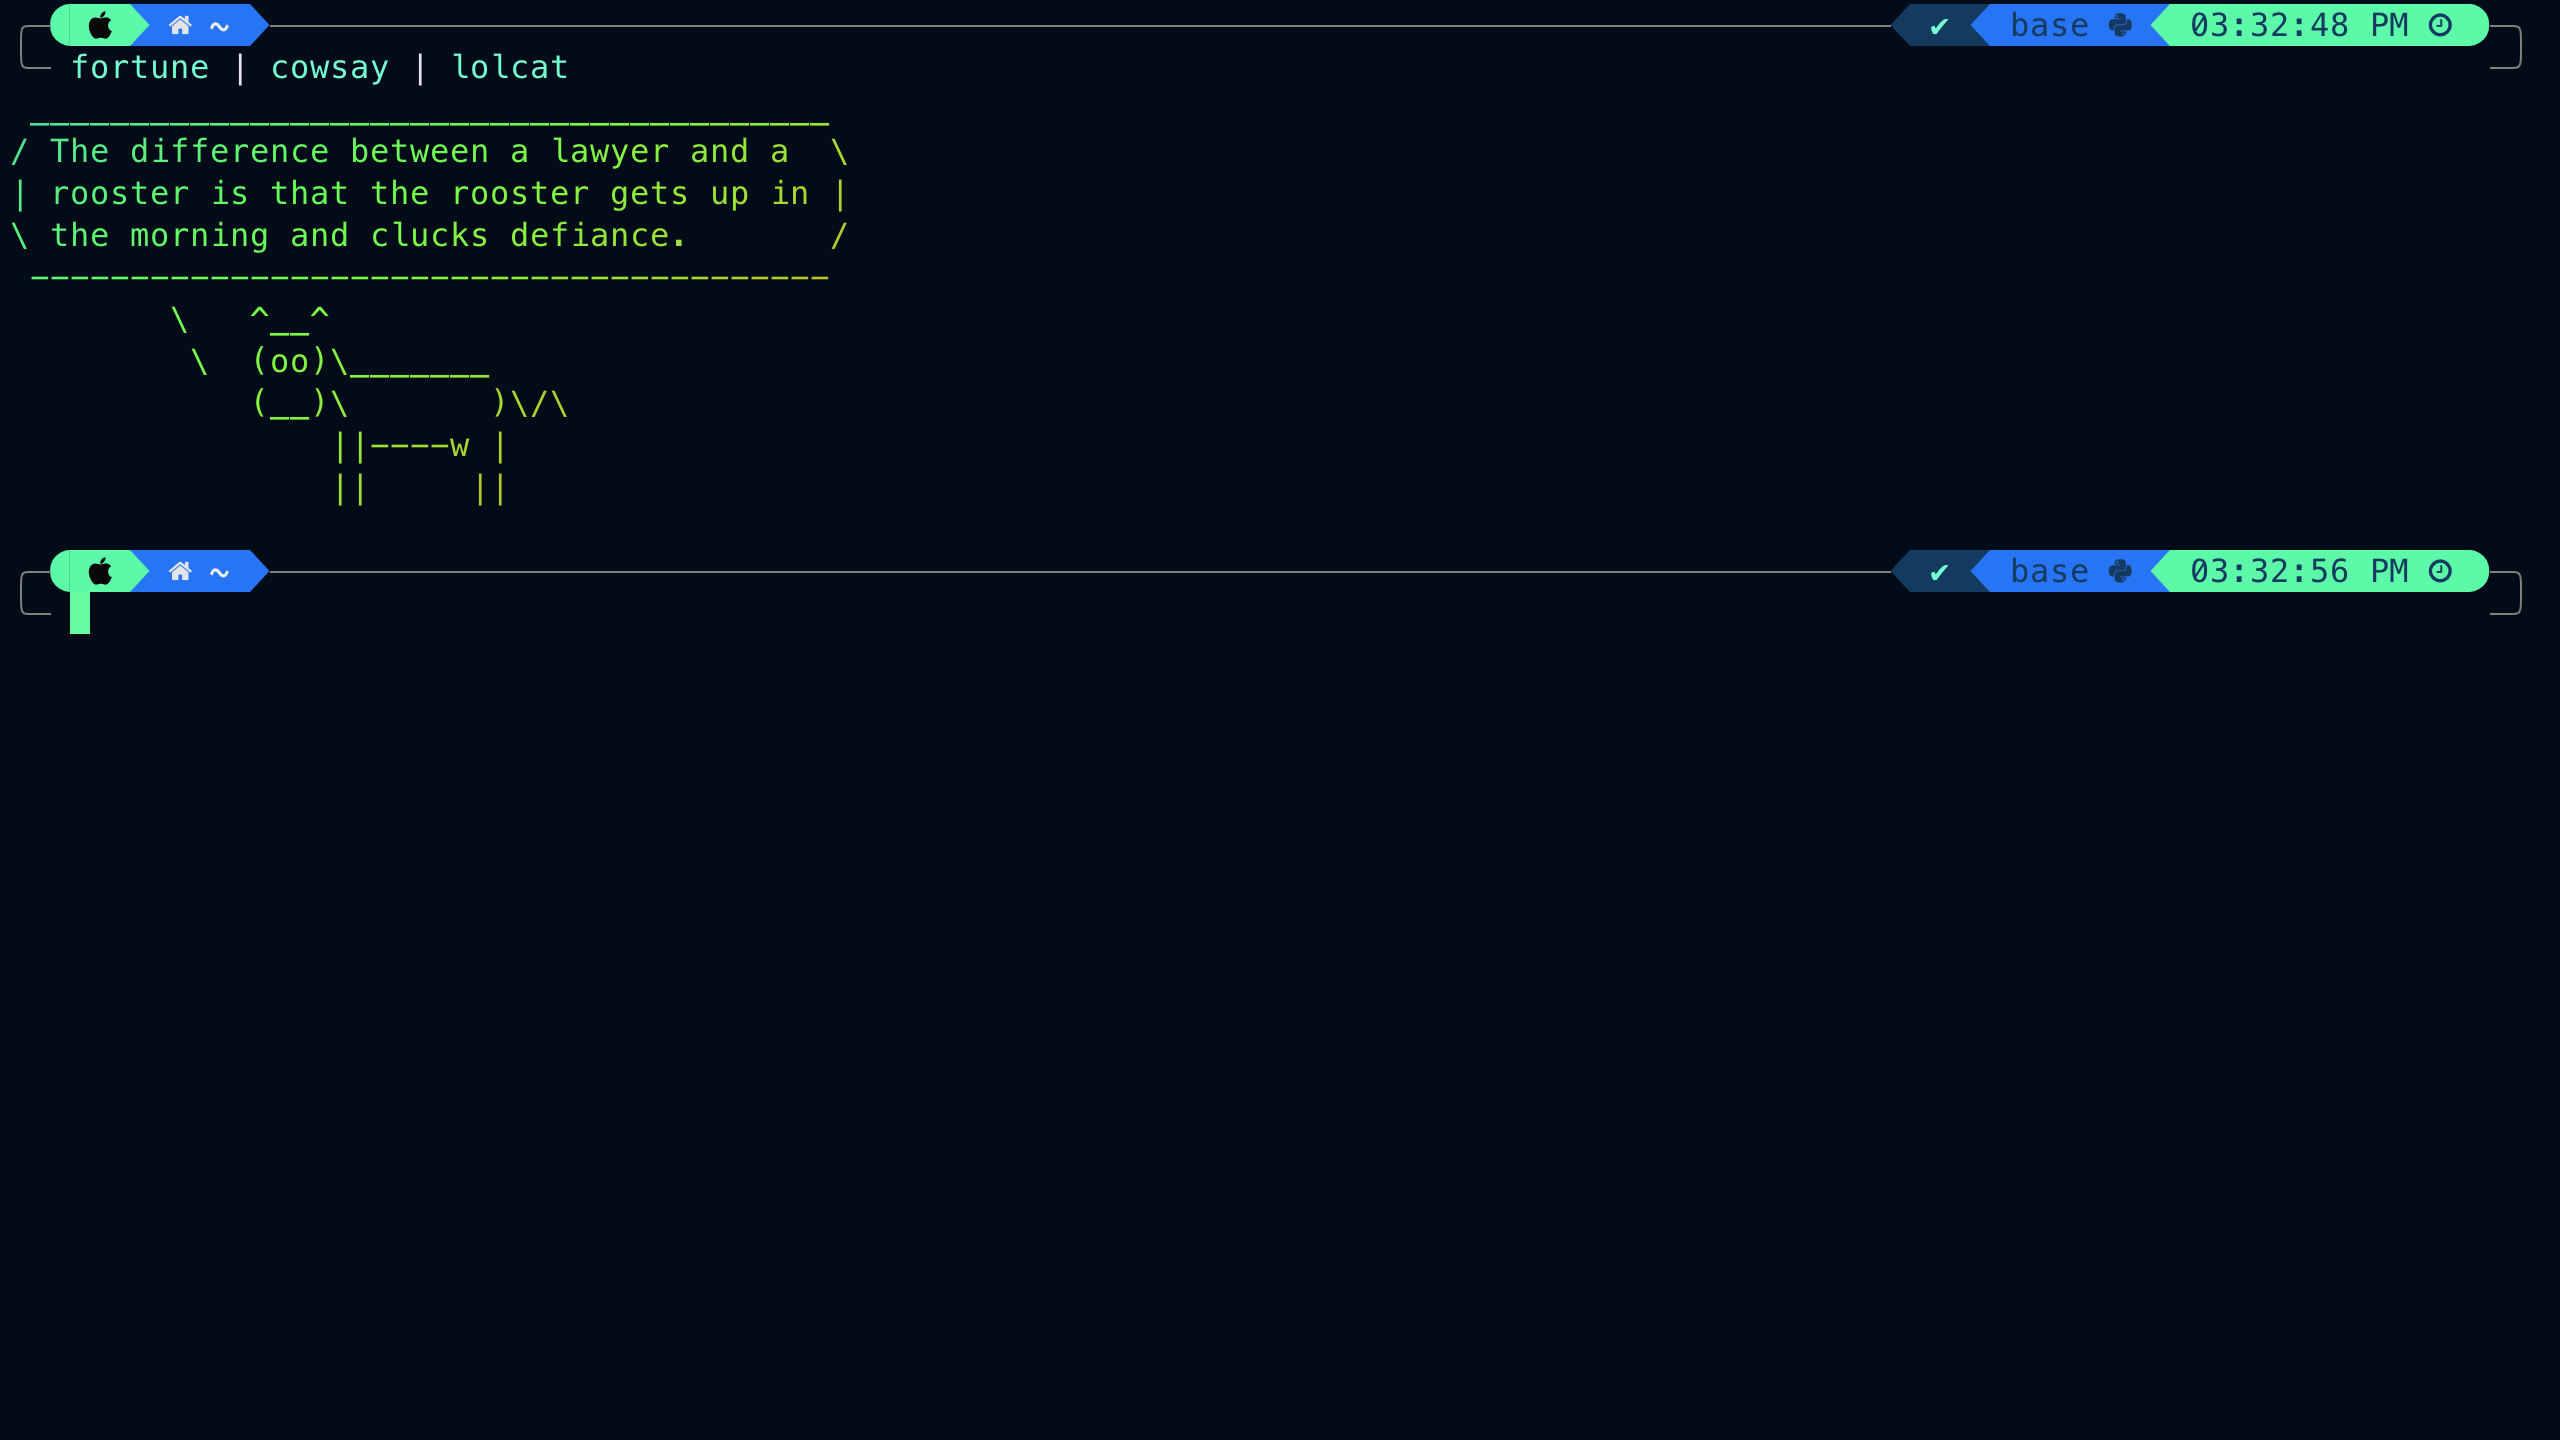 ~ ✔ base 03:32:48 PM
fortune | cowsay | lolcat
 ________________________________________
/ The difference between a lawyer and a  \
| rooster is that the rooster gets up in |
\ the morning and clucks defiance.       /
 ----------------------------------------
        \   ^__^
         \  (oo)\_______
            (__)\       )\/\
                ||----w |
                ||     ||
~ ✔ base 03:32:56 PM